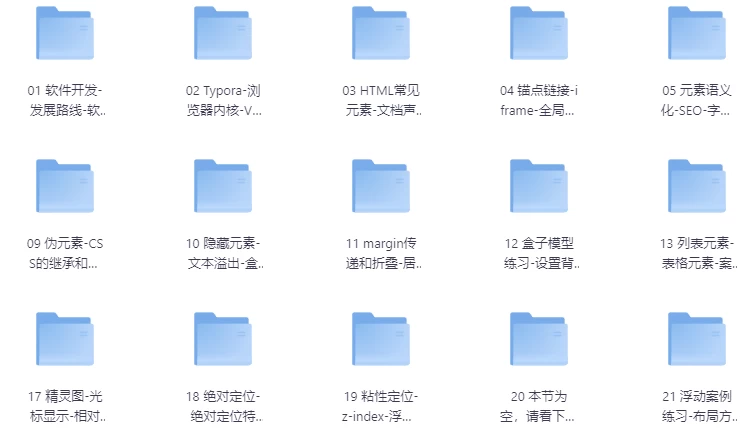 01 软件开发-
发展路线-软..
02 Typora-浏
览器内核-V...
03 HTML常见
元素-文档声..
04 锚点链接-i
frame-全局...
05 元素语义
化-SEO-字...
09 伪元素-CS
S的继承和...
10 隐藏元素-
文本溢出-盒..
11 margin传
递和折叠-居..
12 盒子模型
练习-设置背..
13 列表元素-
表格元素-案..
17 精灵图-光
标显示-相对..
18 绝对定位-
绝对定位特..
19 粘性定位-
z-index-浮...
20 本节为
空，请看下...
21 浮动案例
练习-布局方..